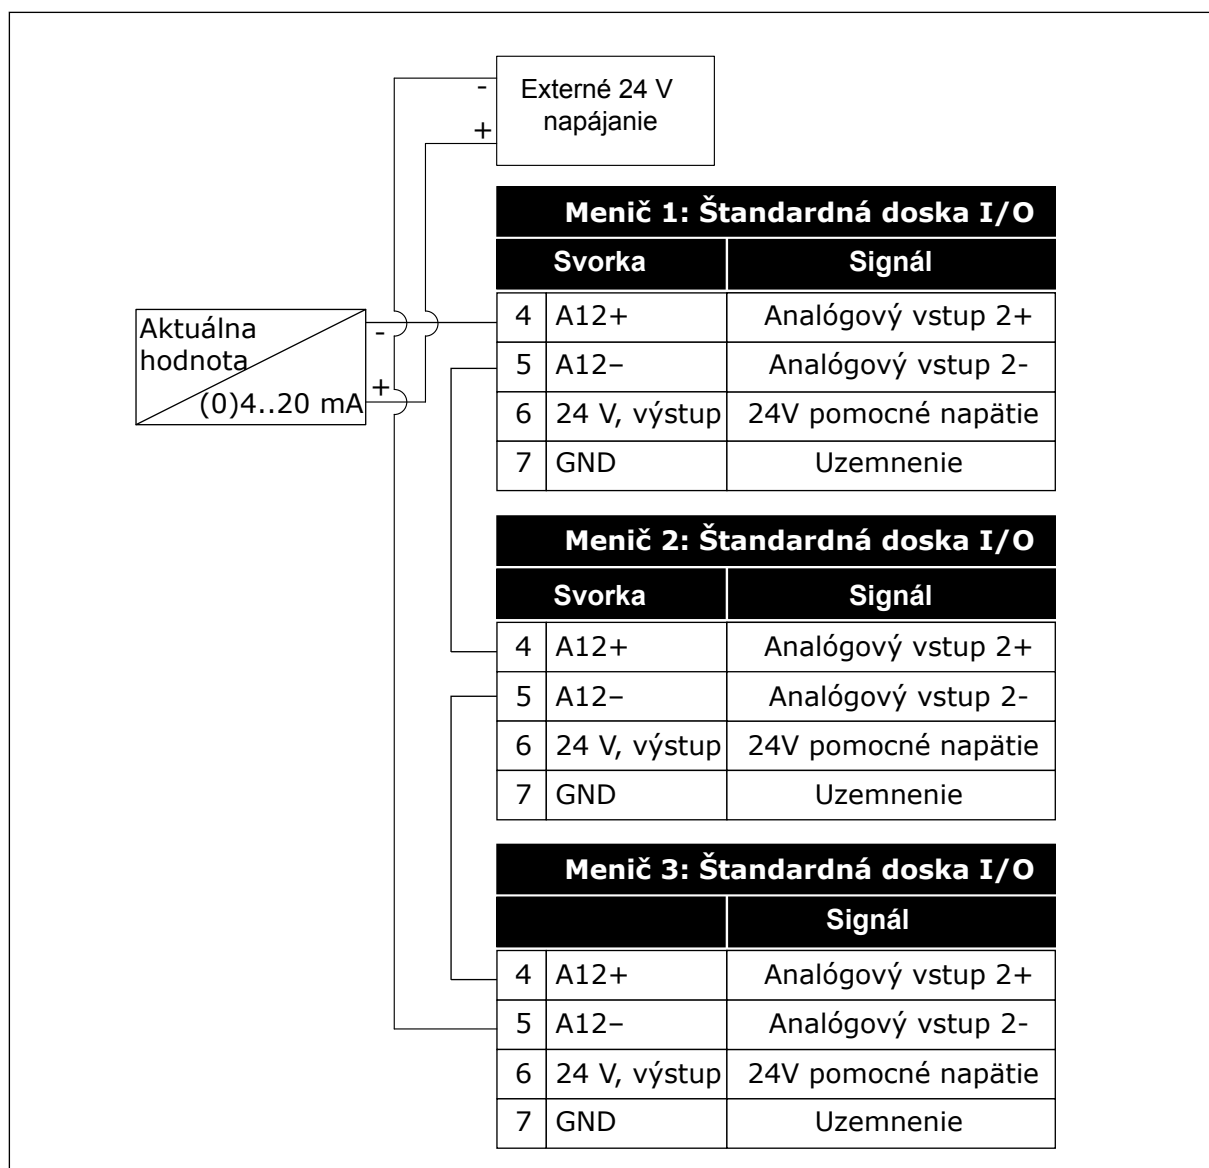 -
Externé 24 V
napájanie
+
Menič 1: Štandardná doska I/O
Svorka Signál
4 A12+ Analógový vstup 2+
5 A12– Analógový vstup 2-
6 24 V, výstup 24V pomocné napätie
7 GND Uzemnenie
Aktuálna
hodnota
(0)4..20 mA
-
+
Menič 2: Štandardná doska I/O
Svorka Signál
4 A12+ Analógový vstup 2+
5 A12– Analógový vstup 2-
6 24 V, výstup 24V pomocné napätie
7 GND Uzemnenie
Menič 3: Štandardná doska I/O
Signál
4 A12+ Analógový vstup 2+
5 A12– Analógový vstup 2-
6 24 V, výstup 24V pomocné napätie
7 GND Uzemnenie